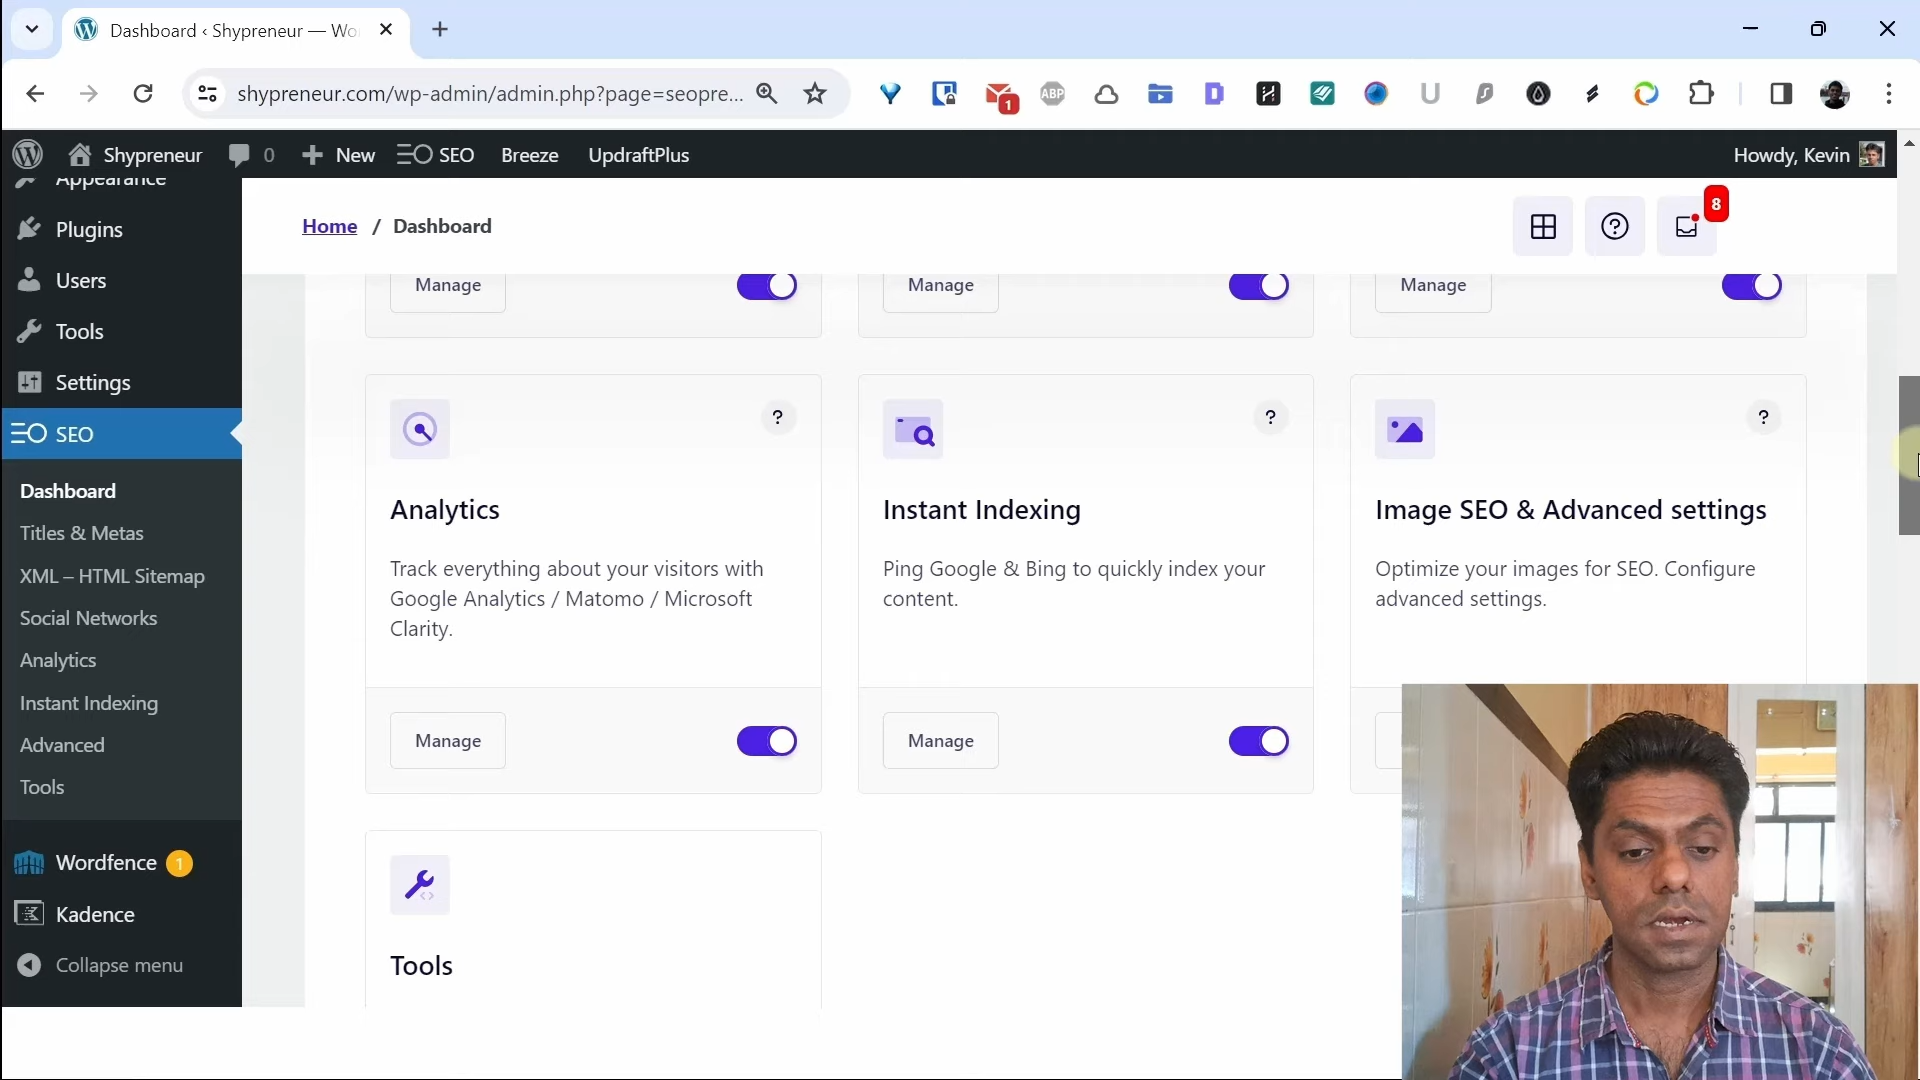 Dashboard ‹ Shypreneur — Wo
shypreneur.com/wp-admin/admin.php?page=seopre...
1
ABP
Shypreneur
0
New
SEO
Breeze
UpdraftPlus
Howdy, Kevin
Appearance
Plugins
Users
Tools
Settings
SEO
Dashboard
Titles & Metas
XML – HTML Sitemap
Social Networks
Analytics
Instant Indexing
Advanced
Tools
Wordfence 1
Kadence
Collapse menu
Home / Dashboard
8
Manage
Manage
Manage
?
Analytics
Track everything about your visitors with
Google Analytics / Matomo / Microsoft
Clarity.
Manage
?
Instant Indexing
Ping Google & Bing to quickly index your
content.
Manage
?
Image SEO & Advanced settings
Optimize your images for SEO. Configure
advanced settings.
Tools